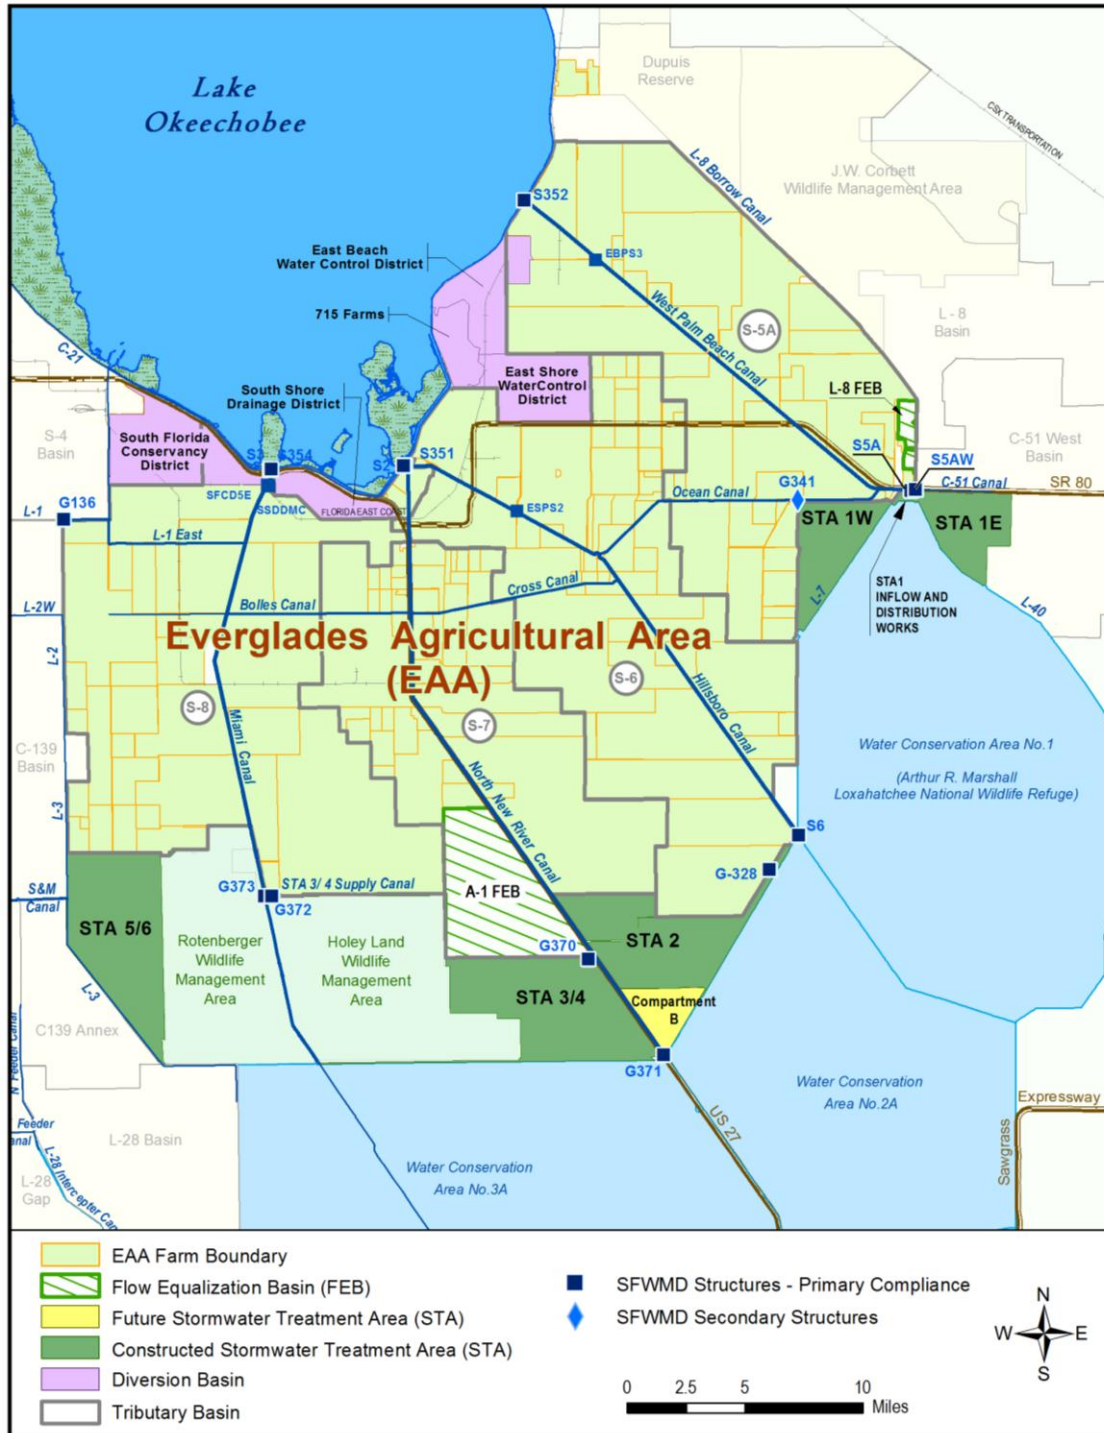 Lake
Okeechobee
Dupuis
Reserve
CSX TRANSPORTATION
L-8 Borrow Canal
J.W. Corbett
Wildlife Management Area
S352
East Beach
Water Control District
EBPS3
715 Farms
West Palm Beach Canal
S-5A
L - 8
Basin
C-21
South Shore
Drainage District
East Shore
WaterControl
District
L-8 FEB
S-4
Basin
South Florida
Conservancy
District
S3
S354
S2
S351
S5A
S5AW
C-51 West
Basin
SFCD5E
SSDDMC
FLORIDA EAST COAST
G136
L-1
ESPS2
Ocean Canal
G341
C-51 Canal
SR 80
STA 1W
STA 1E
L-1 East
Cross Canal
Bolles Canal
L-2W
L-2
L-7
STA1
INFLOW AND
DISTRIBUTION
WORKS
L-40
Everglades Agricultural Area
(EAA)
S-8
S-7
S-6
Miami Canal
North New River Canal
Hillsboro Canal
C-139
Basin
L-3
Water Conservation Area No.1
(Arthur R. Marshall
Loxahatchee National Wildlife Refuge)
S6
G-328
S&M
Canal
G373
G372
STA 3/ 4 Supply Canal
A-1 FEB
STA 5/6
Rotenberger
Wildlife
Management
Area
Holey Land
Wildlife
Management
Area
G370
STA 2
L-3
STA 3/4
Compartment
B
C139 Annex
N Feeder Canal
G371
Water Conservation
Area No.2A
Expressway
Sawgrass
US 27
Feeder
anal
L-28 Basin
L-28 Intercepter Can
L-28
Gap
Water Conservation
Area No.3A
EAA Farm Boundary
Flow Equalization Basin (FEB)
Future Stormwater Treatment Area (STA)
Constructed Stormwater Treatment Area (STA)
Diversion Basin
Tributary Basin
SFWMD Structures - Primary Compliance
SFWMD Secondary Structures
0 2.5 5 10
Miles
N
W E
S